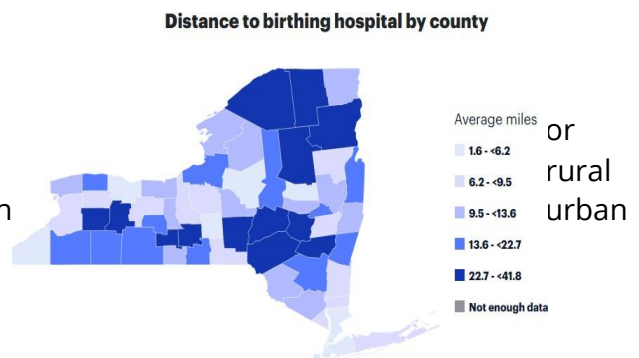 Distance to birthing hospital by county
Average miles
or
1.6 - <6.2
rural
6.2 - <9.5
n
9.5 - <13.6
urban
13.6 - <22.7
22.7 - <41.8
Not enough data